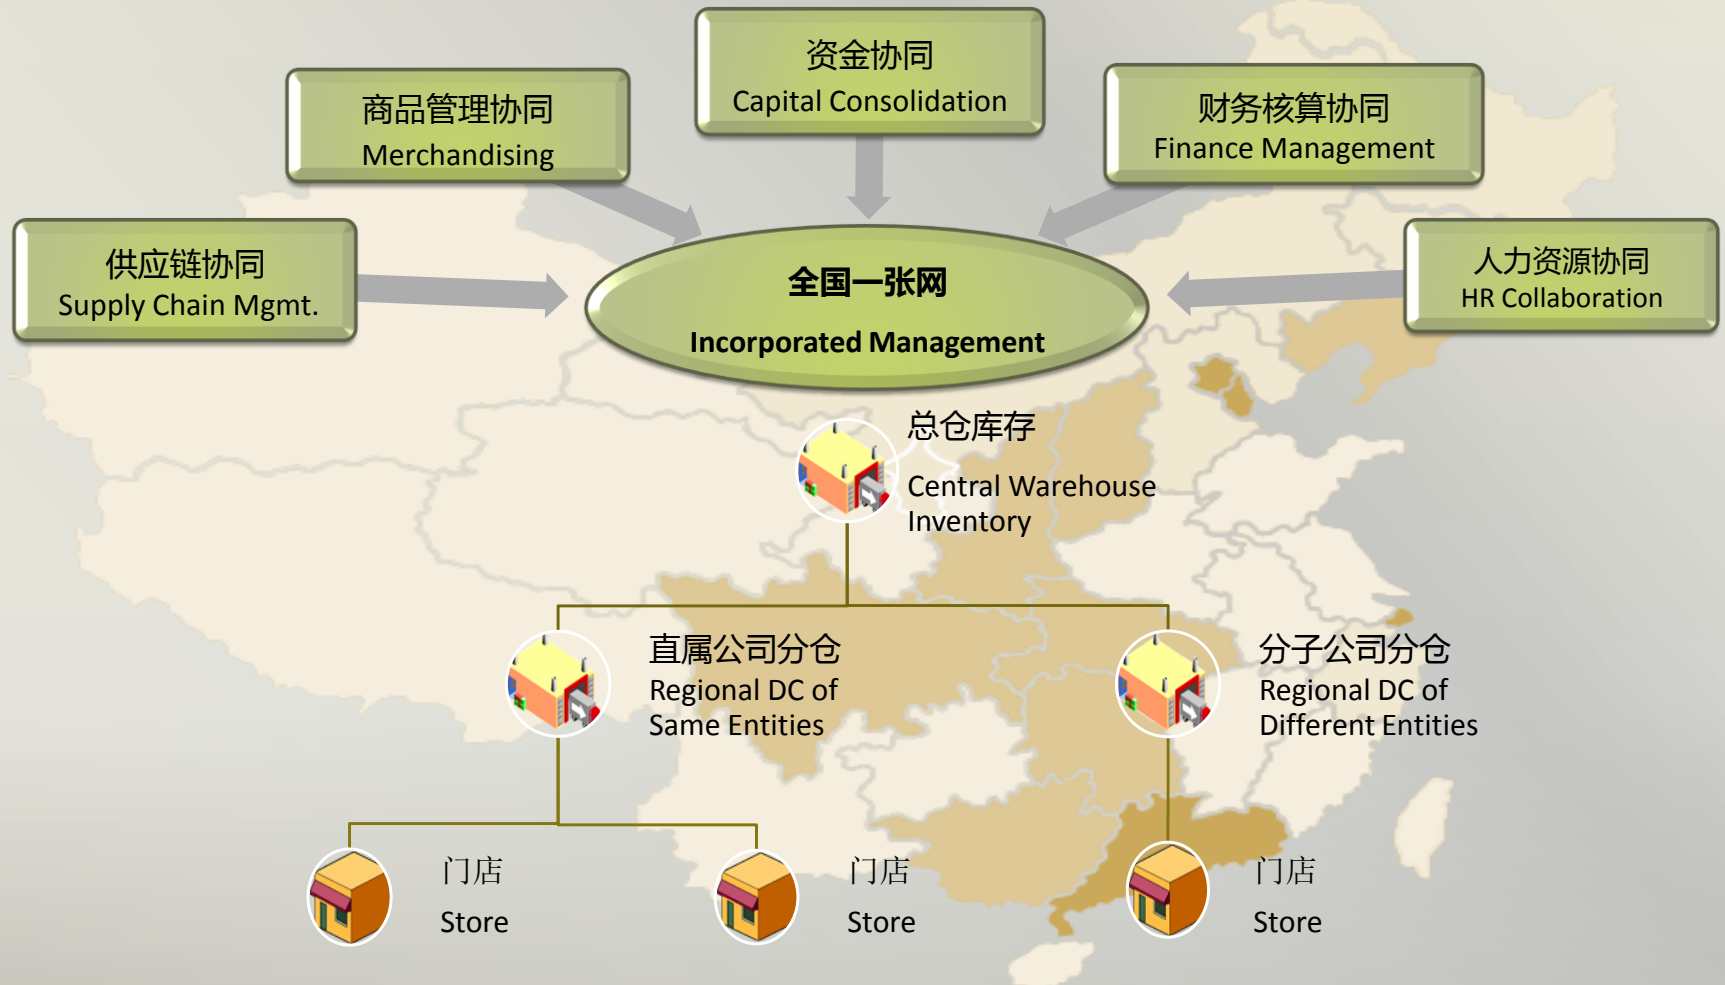 资金协同
Capital Consolidation
商品管理协同
Merchandising
财务核算协同
Finance Management
供应链协同
Supply Chain Mgmt.
人力资源协同
HR Collaboration
全国一张网
Incorporated Management
总仓库存
Central Warehouse
Inventory
直属公司分仓
Regional DC of
Same Entities
分子公司分仓
Regional DC of
Different Entities
门店
Store
门店
Store
门店
Store